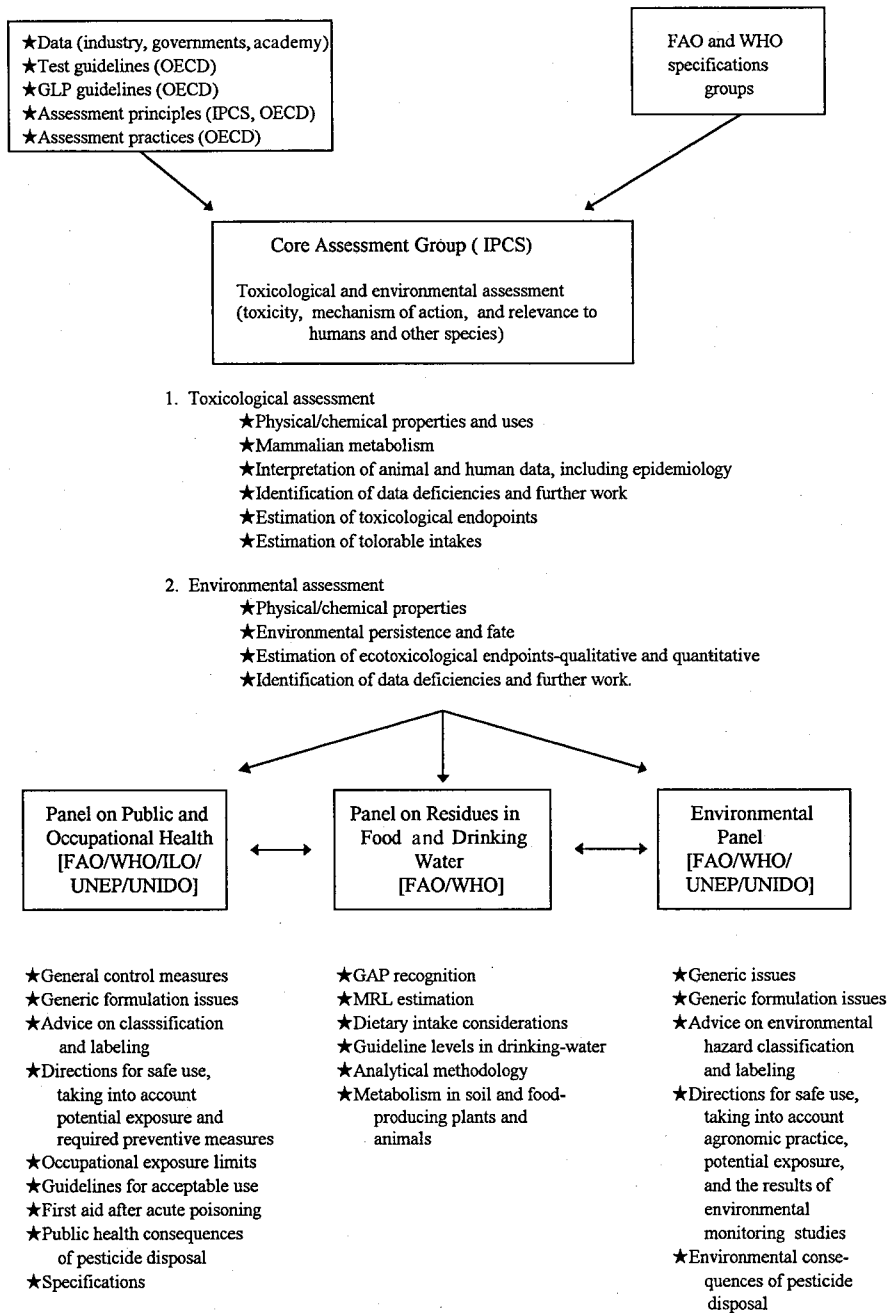 ★Data (industry, governments, academy)
★Test guidelines (OECD)
★GLP guidelines (OECD)
★Assessment principles (IPCS, OECD)
★Assessment practices (OECD)
FAO and WHO
specifications
groups
Core Assessment Group ( IPCS)
Toxicological and environmental assessment
(toxicity, mechanism of action, and relevance to
humans and other species)
1. Toxicological assessment
★Physical/chemical properties and uses
★Mammalian metabolism
★Interpretation of animal and human data, including epidemiology
★Identification of data deficiencies and further work
★Estimation of toxicological endopoints
★Estimation of tolorable intakes
2. Environmental assessment
★Physical/chemical properties
★Environmental persistence and fate
★Estimation of ecotoxicological endpoints-qualitative and quantitative
★Identification of data deficiencies and further work.
Panel on Public and
Occupational Health
[FAO/WHO/ILO/
UNEP/UNIDO]
Panel on Residues in
Food and Drinking
Water
[FAO/WHO]
Environmental
Panel
[FAO/WHO/
UNEP/UNIDO]
★General control measures
★Generic formulation issues
★Advice on classsification
and labeling
★Directions for safe use,
taking into account
potential exposure and
required preventive measures
★Occupational exposure limits
★Guidelines for acceptable use
★First aid after acute poisoning
★Public health consequences
of pesticide disposal
★Specifications
★GAP recognition
★MRL estimation
★Dietary intake considerations
★Guideline levels in drinking-water
★Analytical methodology
★Metabolism in soil and food-
producing plants and
animals
★Generic issues
★Generic formulation issues
★Advice on environmental
hazard classification
and labeling
★Directions for safe use,
taking into account
agronomic practice,
potential exposure,
and the results of
environmental
monitoring studies
★Environmental conse-
quences of pesticide
disposal